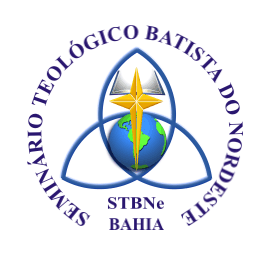 SEMINÁRIO TEOLÓGICO BATISTA DO NORDESTE
STBNe
BAHIA